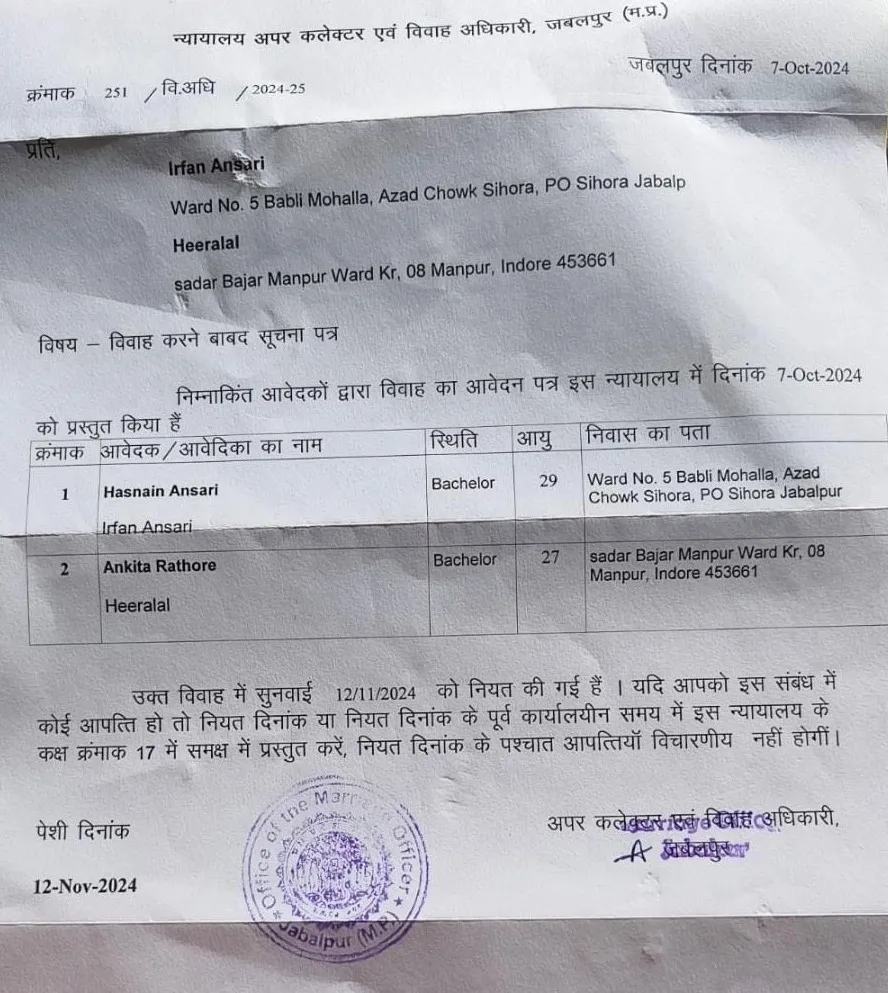 न्यायालय अपर कलेक्टर एवं विवाह अधिकारी, जबलपुर (म.प्र.)
जबलपुर दिनांक 7-Oct-2024
क्रंमाक 251 / वि.अधि / 2024-25
प्रति,
Irfan Ansari
Ward No. 5 Babli Mohalla, Azad Chowk Sihora, PO Sihora Jabalp
Heeralal
sadar Bajar Manpur Ward Kr, 08 Manpur, Indore 453661
विषय – विवाह करने बाबद सूचना पत्र
निम्नाकिंत आवेदकों द्वारा विवाह का आवेदन पत्र इस न्यायालय में दिनांक 7-Oct-2024
को प्रस्तुत किया हैं
क्रंमाक आवेदक/आवेदिका का नाम स्थिति आयु निवास का पता
1 Hasnain Ansari Bachelor 29 Ward No. 5 Babli Mohalla, Azad
Chowk Sihora, PO Sihora Jabalpur
Irfan Ansari
2 Ankita Rathore Bachelor 27 sadar Bajar Manpur Ward Kr, 08
Manpur, Indore 453661
Heeralal
उक्त विवाह में सुनवाई 12/11/2024 को नियत की गई हैं । यदि आपको इस संबंध में
कोई आपत्ति हो तो नियत दिनांक या नियत दिनांक के पूर्व कार्यालयीन समय में इस न्यायालय के
कक्ष क्रंमाक 17 में समक्ष में प्रस्तुत करें, नियत दिनांक के पश्चात आपत्तियॉ विचारणीय नहीं होगीं।
पेशी दिनांक
12-Nov-2024
Office of the Marriage Officer
Jabalpur (M.P.)
अपर कलेक्टर एवं विवाह अधिकारी,
जबलपुर